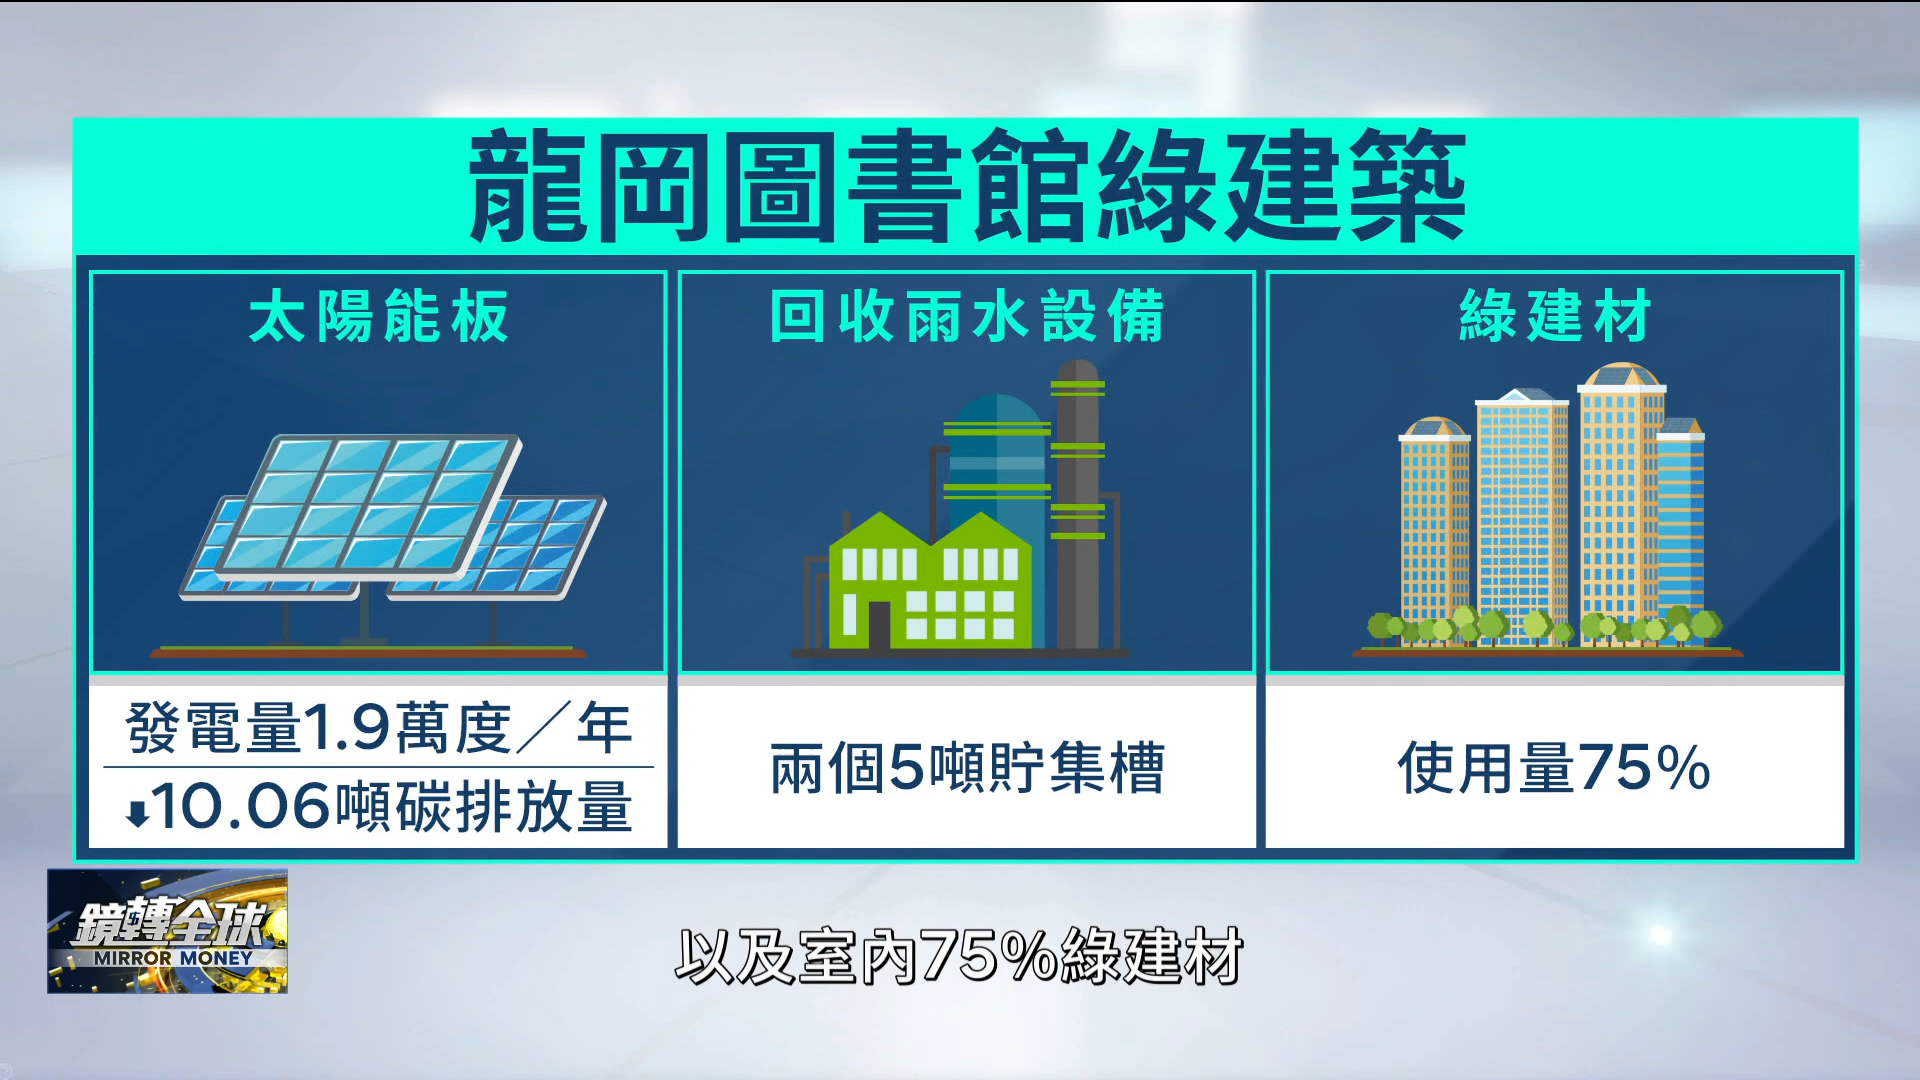 龍岡圖書館綠建築
太陽能板
發電量1.9萬度／年
⬇10.06噸碳排放量
回收雨水設備
兩個5噸貯集槽
綠建材
使用量75%
鏡轉全球
MIRROR MONEY
以及室內75%綠建材